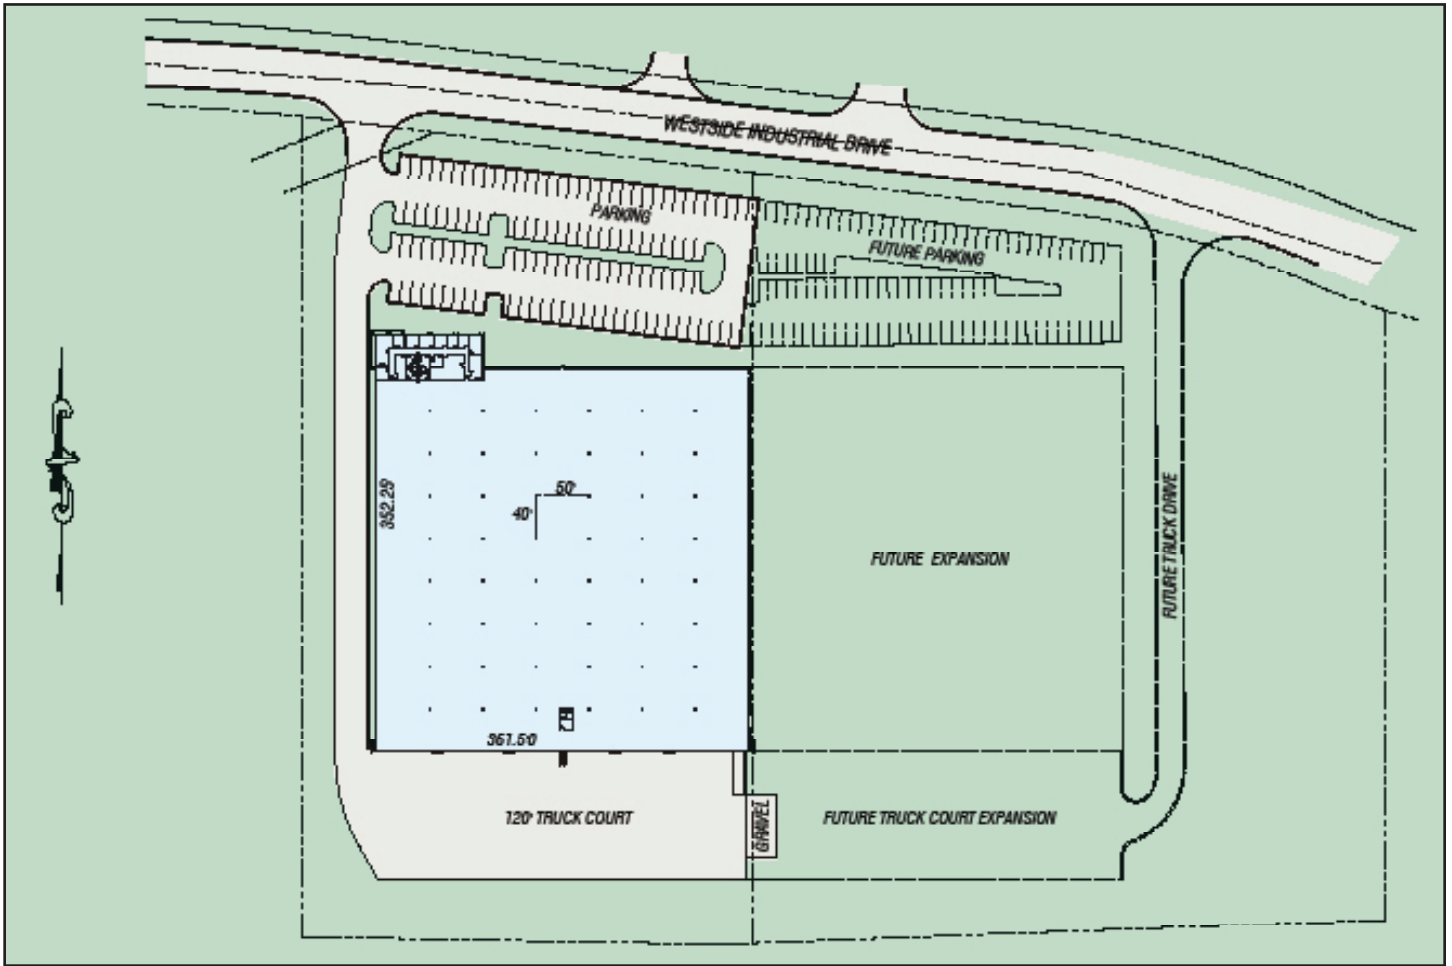 WESTSIDE INDUSTRIAL DRIVE
PARKING
FUTURE PARKING
352.25
50'
40'
FUTURE EXPANSION
FUTURE TRUCK DRIVE
361.50
120' TRUCK COURT
GRAVEL
FUTURE TRUCK COURT EXPANSION